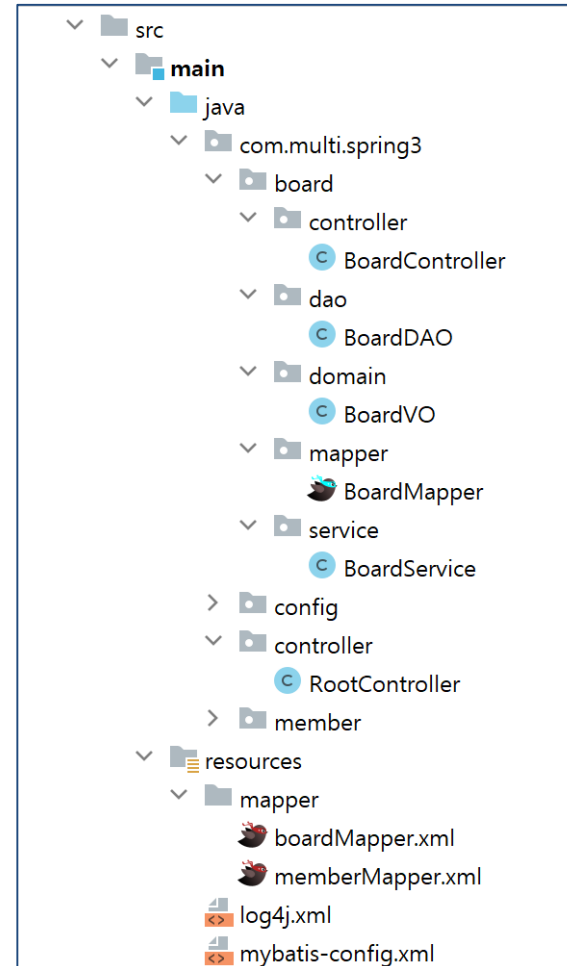 src
main
java
com.multi.spring3
board
controller
BoardController
dao
BoardDAO
domain
BoardVO
mapper
BoardMapper
service
BoardService
config
controller
RootController
member
resources
mapper
boardMapper.xml
memberMapper.xml
log4j.xml
mybatis-config.xml